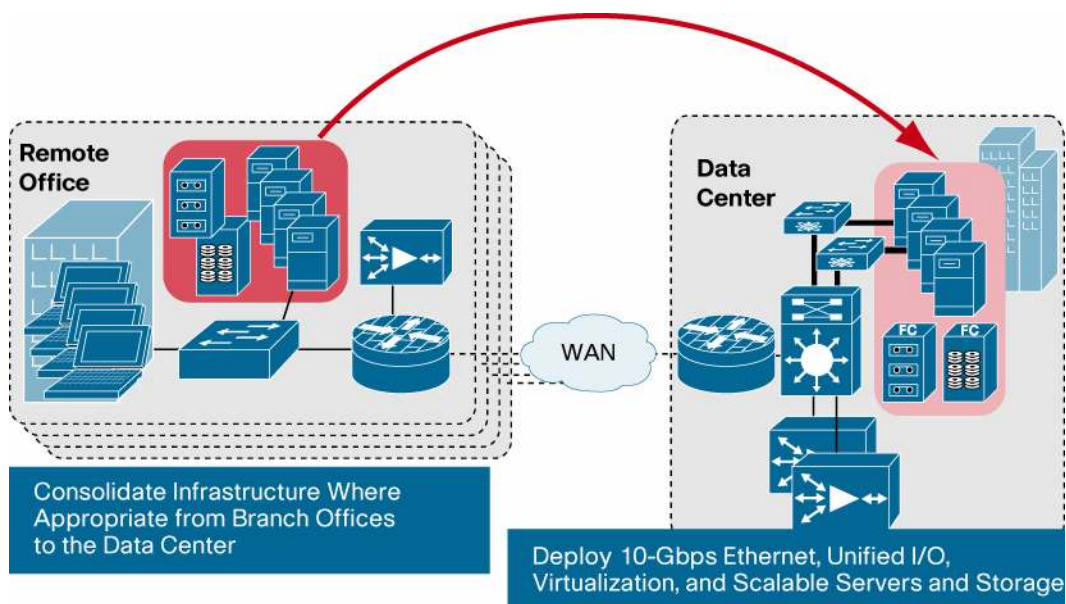 Remote
Office
Data
Center
WAN
FC
FC
Consolidate Infrastructure Where
Appropriate from Branch Offices
to the Data Center
Deploy 10-Gbps Ethernet, Unified I/O,
Virtualization, and Scalable Servers and Storage